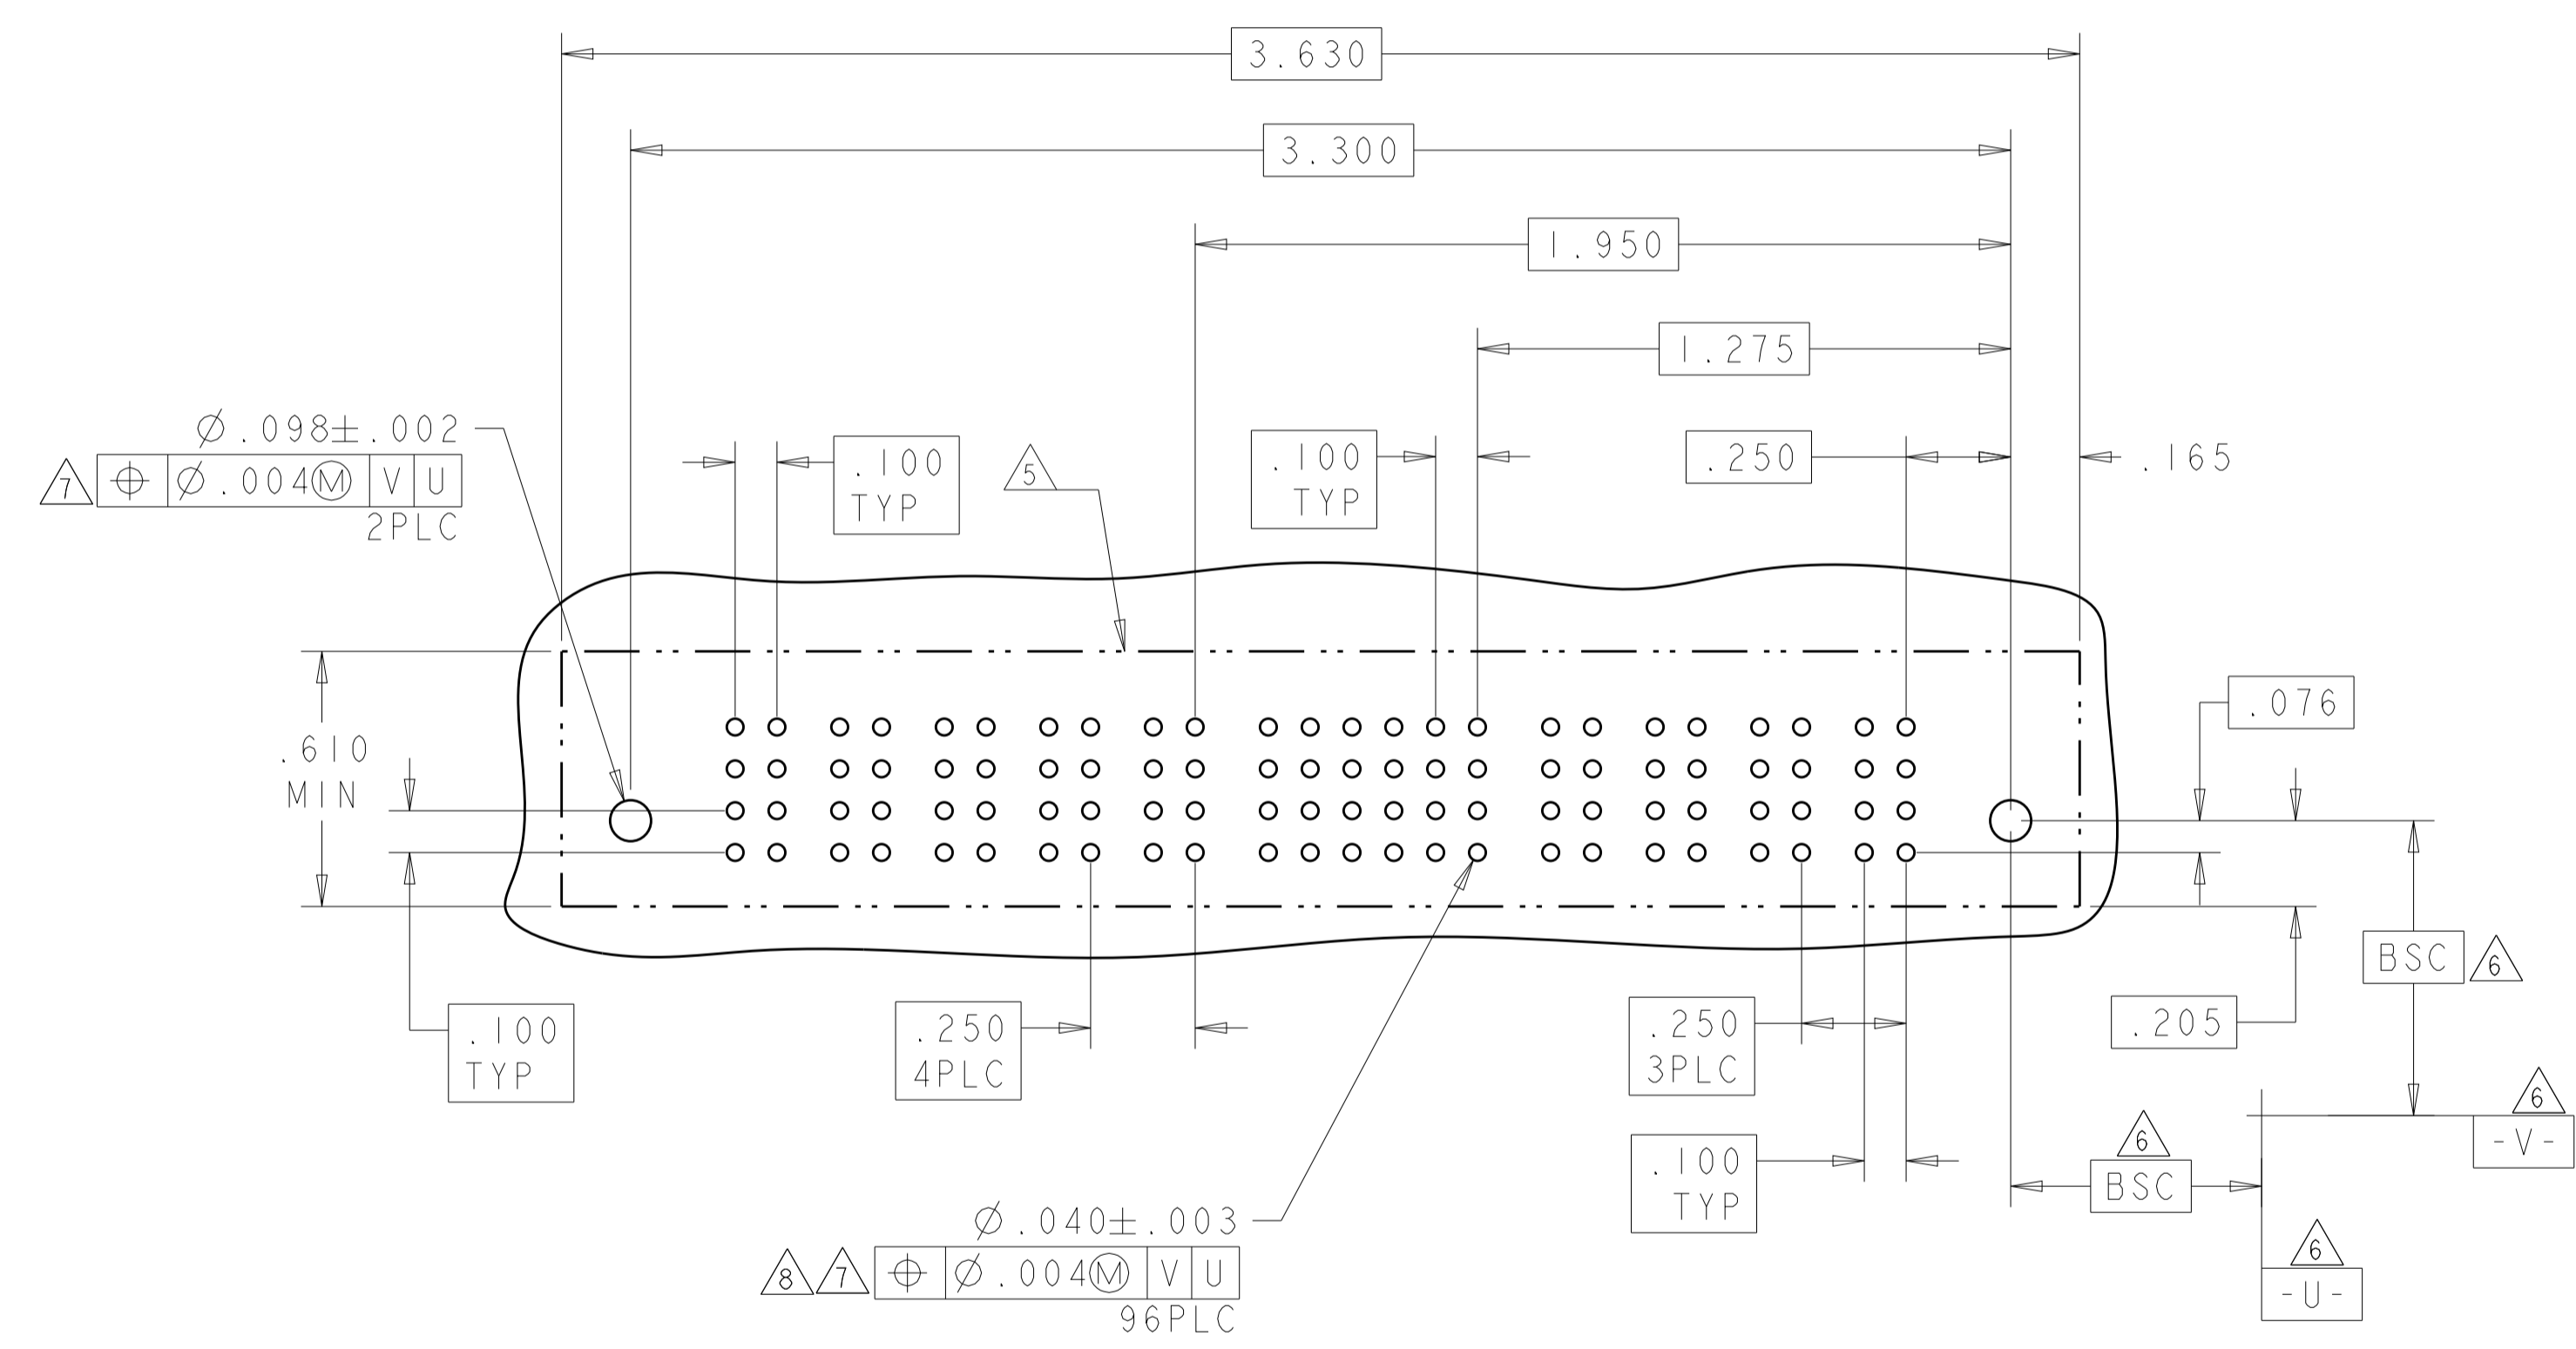 3.630
3.300
1.950
1.275
⌀.098±.002
7 ⌖ ⌀.004Ⓜ V U
2PLC
.100
TYP
5
.100
TYP
.250
.165
.610
MIN
.076
BSC 6
.205
.100
TYP
.250
4PLC
.250
3PLC
.100
TYP
6
BSC
6
-V-
6
-U-
⌀.040±.003
8 7 ⌖ ⌀.004Ⓜ V U
96PLC